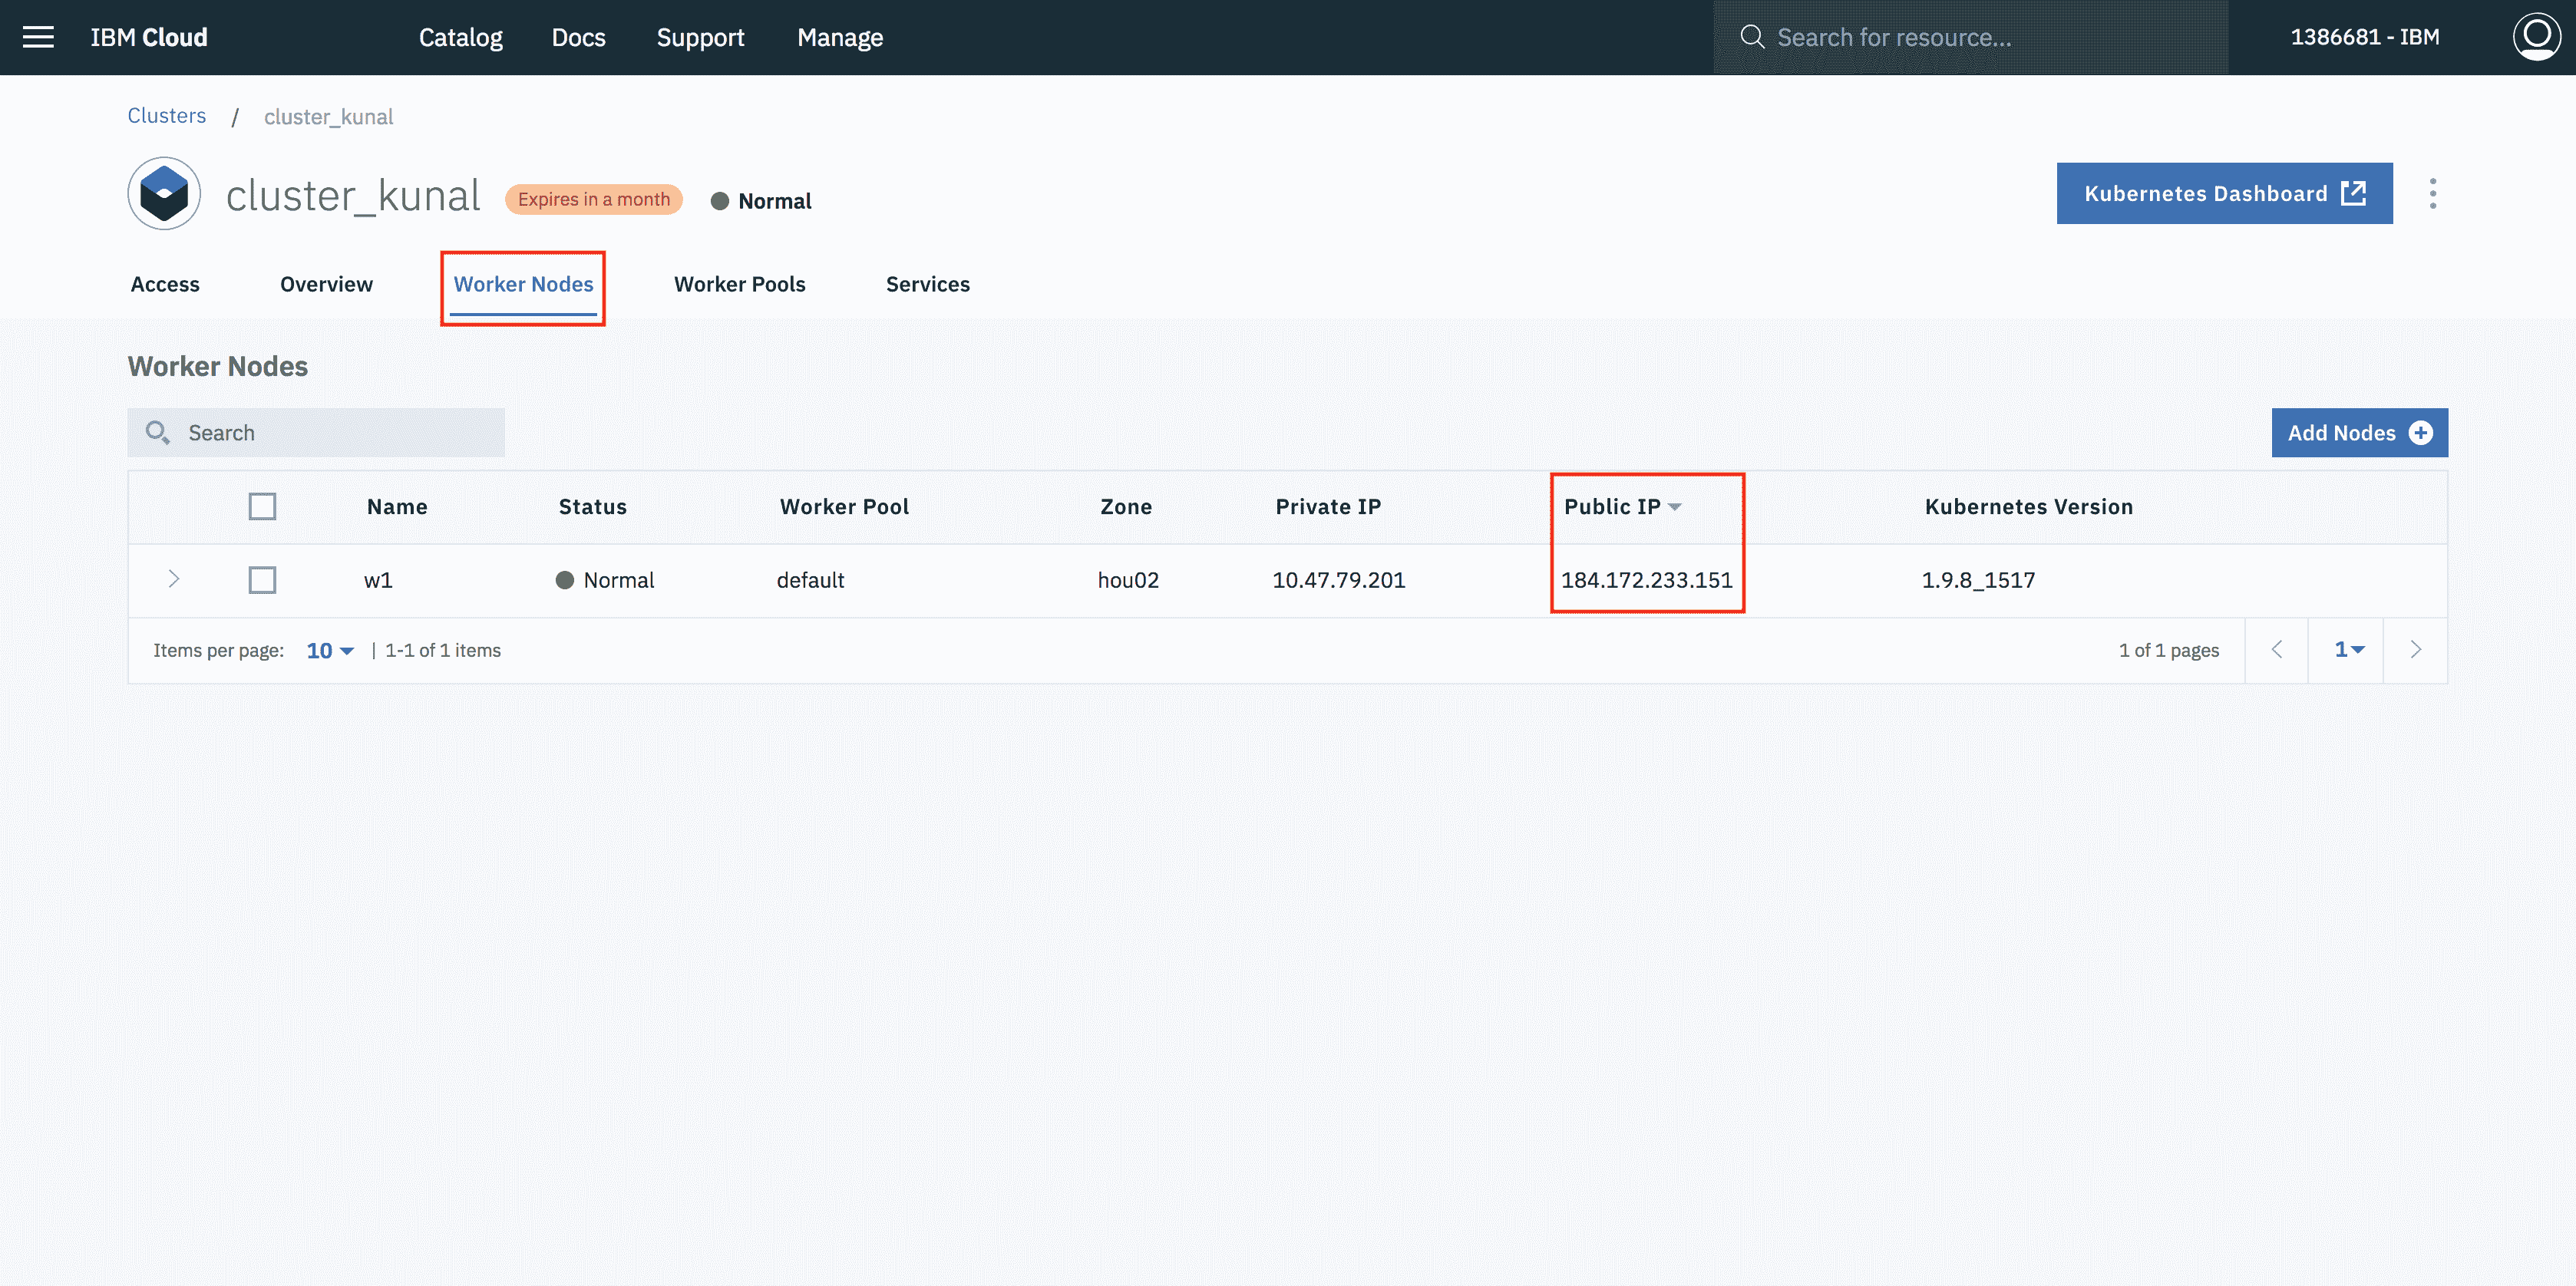 IBM Cloud Catalog Docs Support Manage Search for resource... 1386681 - IBM
Clusters / cluster_kunal
cluster_kunal Expires in a month Normal Kubernetes Dashboard
Access Overview Worker Nodes Worker Pools Services
Worker Nodes
Search Add Nodes
Name Status Worker Pool Zone Private IP Public IP Kubernetes Version
w1 Normal default hou02 10.47.79.201 184.172.233.151 1.9.8_1517
Items per page: 10 | 1-1 of 1 items 1 of 1 pages 1